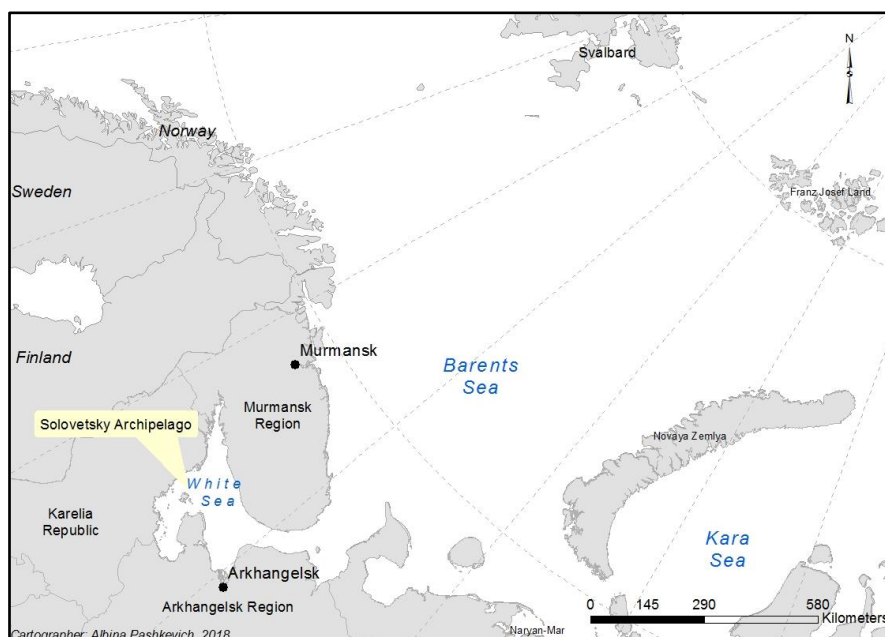 Svalbard
N
Norway
Sweden
Franz Josef Land
Finland
Murmansk
Barents
Sea
Murmansk
Region
Solovetsky Archipelago
Novaya Zemlya
White
Sea
Karelia
Republic
Kara
Sea
Arkhangelsk
Arkhangelsk Region
0 145 290 580
Kilometers
Naryan-Mar
Cartographer: Albina Pashkevich, 2018